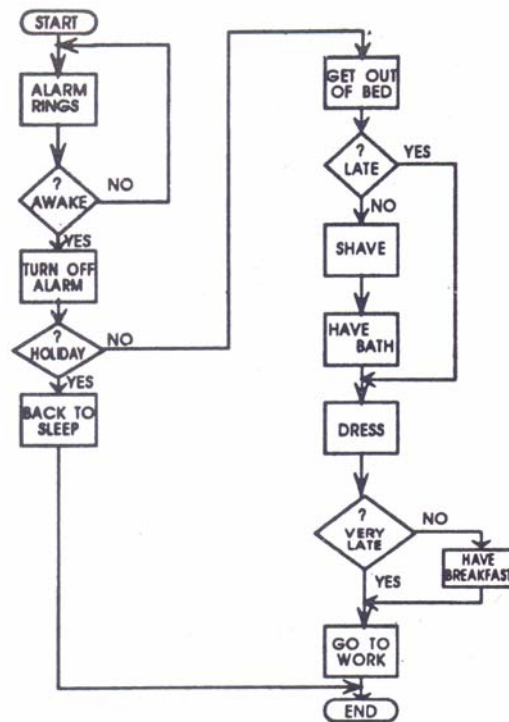 START
ALARM
RINGS
?
AWAKE
NO
YES
TURN OFF
ALARM
?
HOLIDAY
NO
YES
BACK TO
SLEEP
GET OUT
OF BED
?
LATE
YES
NO
SHAVE
HAVE
BATH
DRESS
?
VERY
LATE
NO
HAVE
BREAKFAST
YES
GO TO
WORK
END